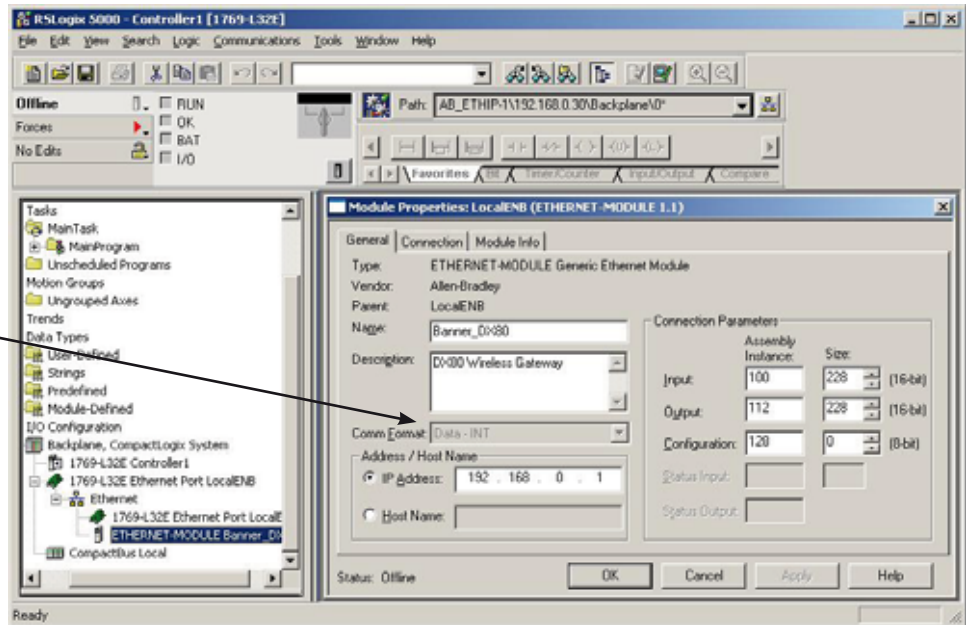 RSLogix 5000 - Controller1 [1769-L32E]
File Edit View Search Logic Communications Tools Window Help
Offline
RUN
Path: AB_ETHIP-1\192.168.0.30\Backplane\0*
Forces
OK
No Edits
BAT
I/O
Favorites Bit Timer/Counter Input/Output Compare
Tasks
MainTask
MainProgram
Unscheduled Programs
Motion Groups
Ungrouped Axes
Trends
Data Types
User-Defined
Strings
Predefined
Module-Defined
I/O Configuration
Backplane, CompactLogix System
1769-L32E Controller1
1769-L32E Ethernet Port LocalENB
Ethernet
1769-L32E Ethernet Port LocalE
ETHERNET-MODULE Banner_D
CompactBus Local
Module Properties: LocalENB (ETHERNET-MODULE 1.1)
General Connection Module Info
Type: ETHERNET-MODULE Generic Ethernet Module
Vendor: Allen-Bradley
Parent: LocalENB
Name: Banner_DX80
Description: DX80 Wireless Gateway
Comm Format: Data - INT
Address / Host Name
IP Address: 192 . 168 . 0 . 1
Host Name:
Connection Parameters
Assembly
Instance: Size:
Input: 100 228 (16-bit)
Output: 112 228 (16-bit)
Configuration: 128 0 (8-bit)
Status Input:
Status Output:
Status: Offline
OK Cancel Apply Help
Ready